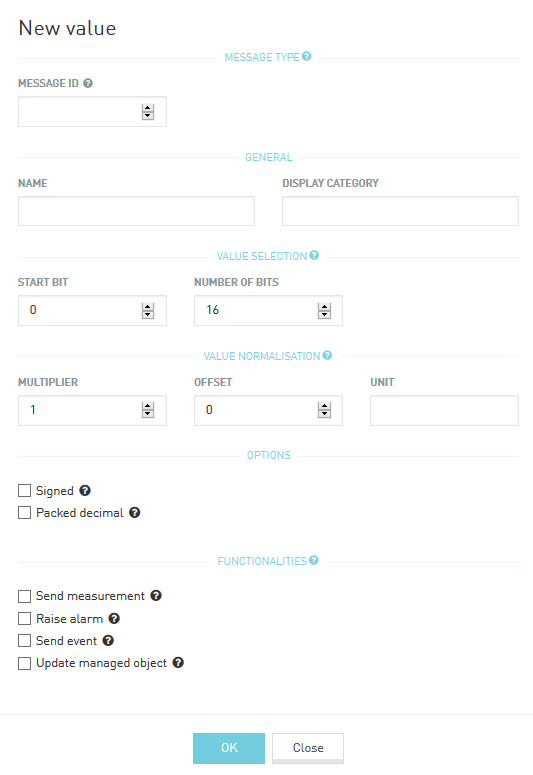 New value
MESSAGE TYPE
MESSAGE ID
GENERAL
NAME DISPLAY CATEGORY
VALUE SELECTION
START BIT NUMBER OF BITS
0 16
VALUE NORMALISATION
MULTIPLIER OFFSET UNIT
1 0
OPTIONS
Signed
Packed decimal
FUNCTIONALITIES
Send measurement
Raise alarm
Send event
Update managed object
OK Close